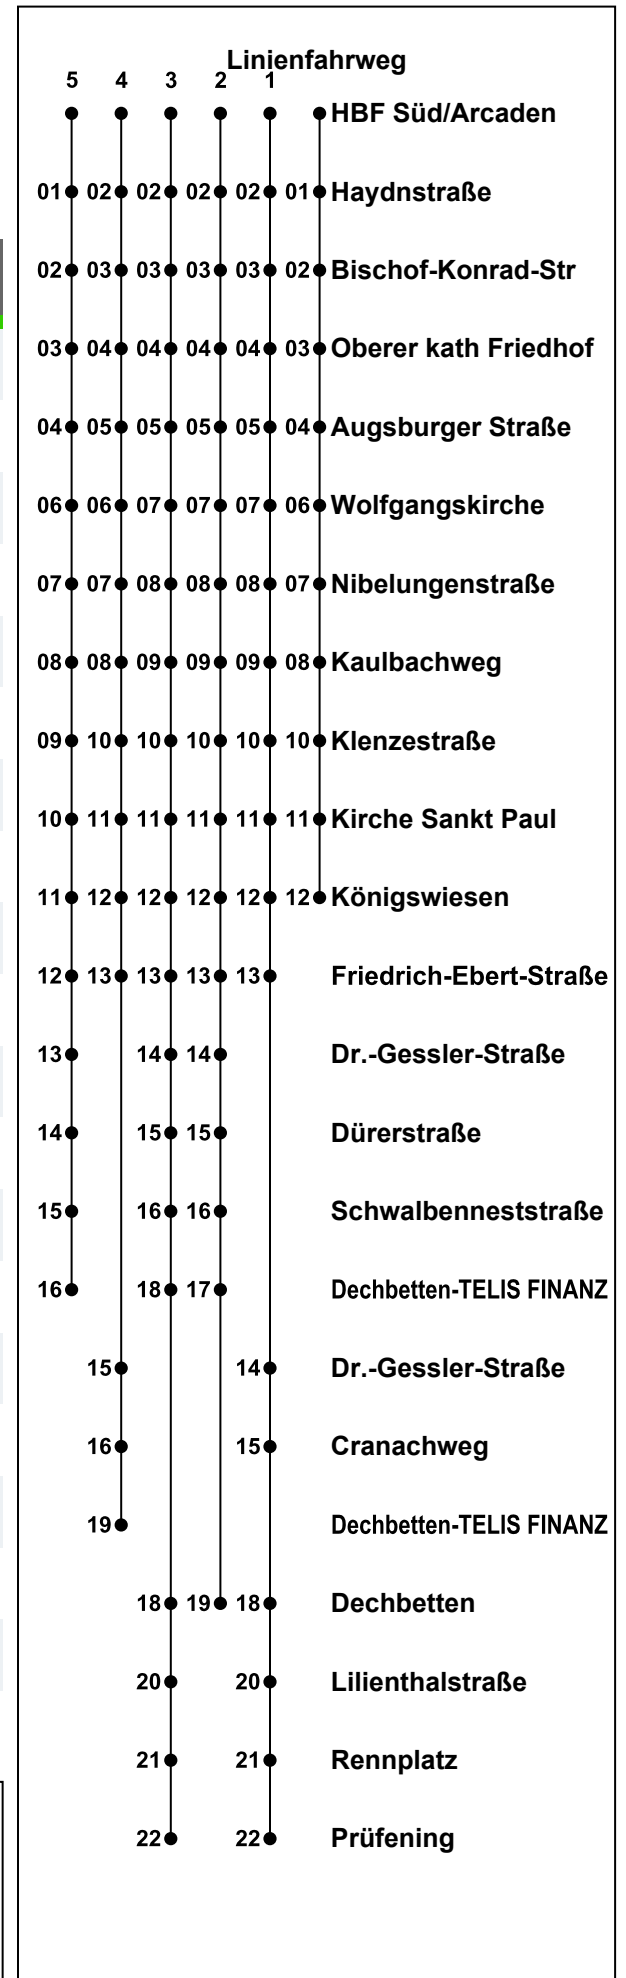 Linienfahrweg
5 4 3 2 1
HBF Süd/Arcaden
01 02 02 02 02 01 Haydnstraße
02 03 03 03 03 02 Bischof-Konrad-Str
03 04 04 04 04 03 Oberer kath Friedhof
04 05 05 05 05 04 Augsburger Straße
06 06 07 07 07 06 Wolfgangskirche
07 07 08 08 08 07 Nibelungenstraße
08 08 09 09 09 08 Kaulbachweg
09 10 10 10 10 10 Klenzestraße
10 11 11 11 11 11 Kirche Sankt Paul
11 12 12 12 12 12 Königswiesen
12 13 13 13 13 Friedrich-Ebert-Straße
13 14 14 Dr.-Gessler-Straße
14 15 15 Dürerstraße
15 16 16 Schwalbenneststraße
16 18 17 Dechbetten-TELIS FINANZ
15 14 Dr.-Gessler-Straße
16 15 Cranachweg
19 Dechbetten-TELIS FINANZ
18 19 18 Dechbetten
20 20 Lilienthalstraße
21 21 Rennplatz
22 22 Prüfening